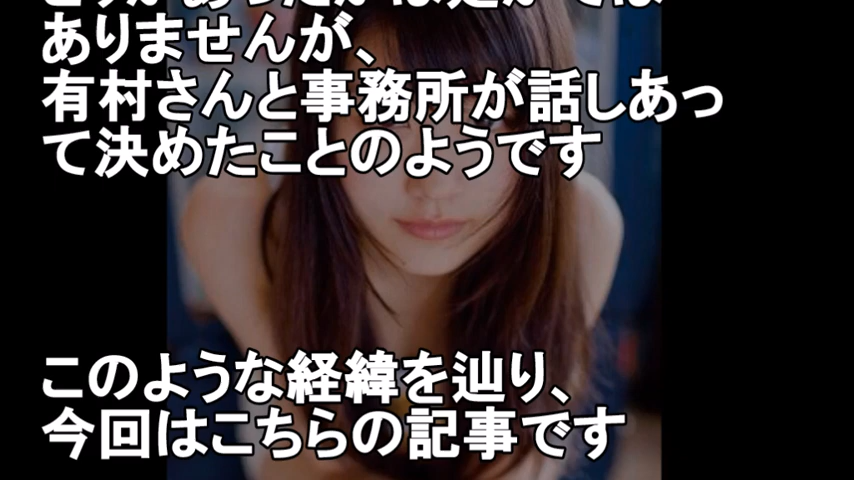 ありませんが、
有村さんと事務所が話しあっ
て決めたことのようです
このような経緯を辿り、
今回はこちらの記事です